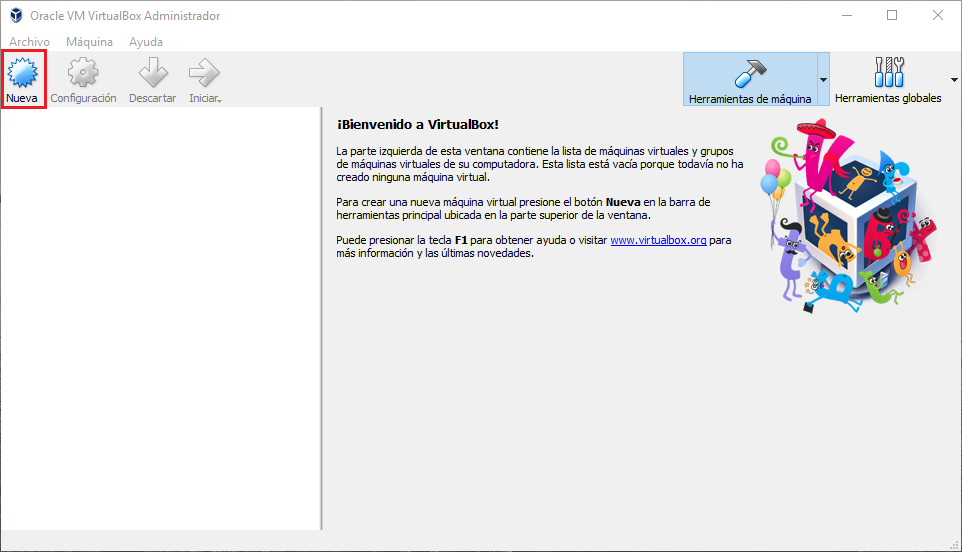 Oracle VM VirtualBox Administrador
Archivo Máquina Ayuda
Nueva Configuración Descartar Iniciar
Herramientas de máquina Herramientas globales
¡Bienvenido a VirtualBox!
La parte izquierda de esta ventana contiene la lista de máquinas virtuales y grupos
de máquinas virtuales de su computadora. Esta lista está vacía porque todavía no ha
creado ninguna máquina virtual.
Para crear una nueva máquina virtual presione el botón Nueva en la barra de
herramientas principal ubicada en la parte superior de la ventana.
Puede presionar la tecla F1 para obtener ayuda o visitar www.virtualbox.org para
más información y las últimas novedades.